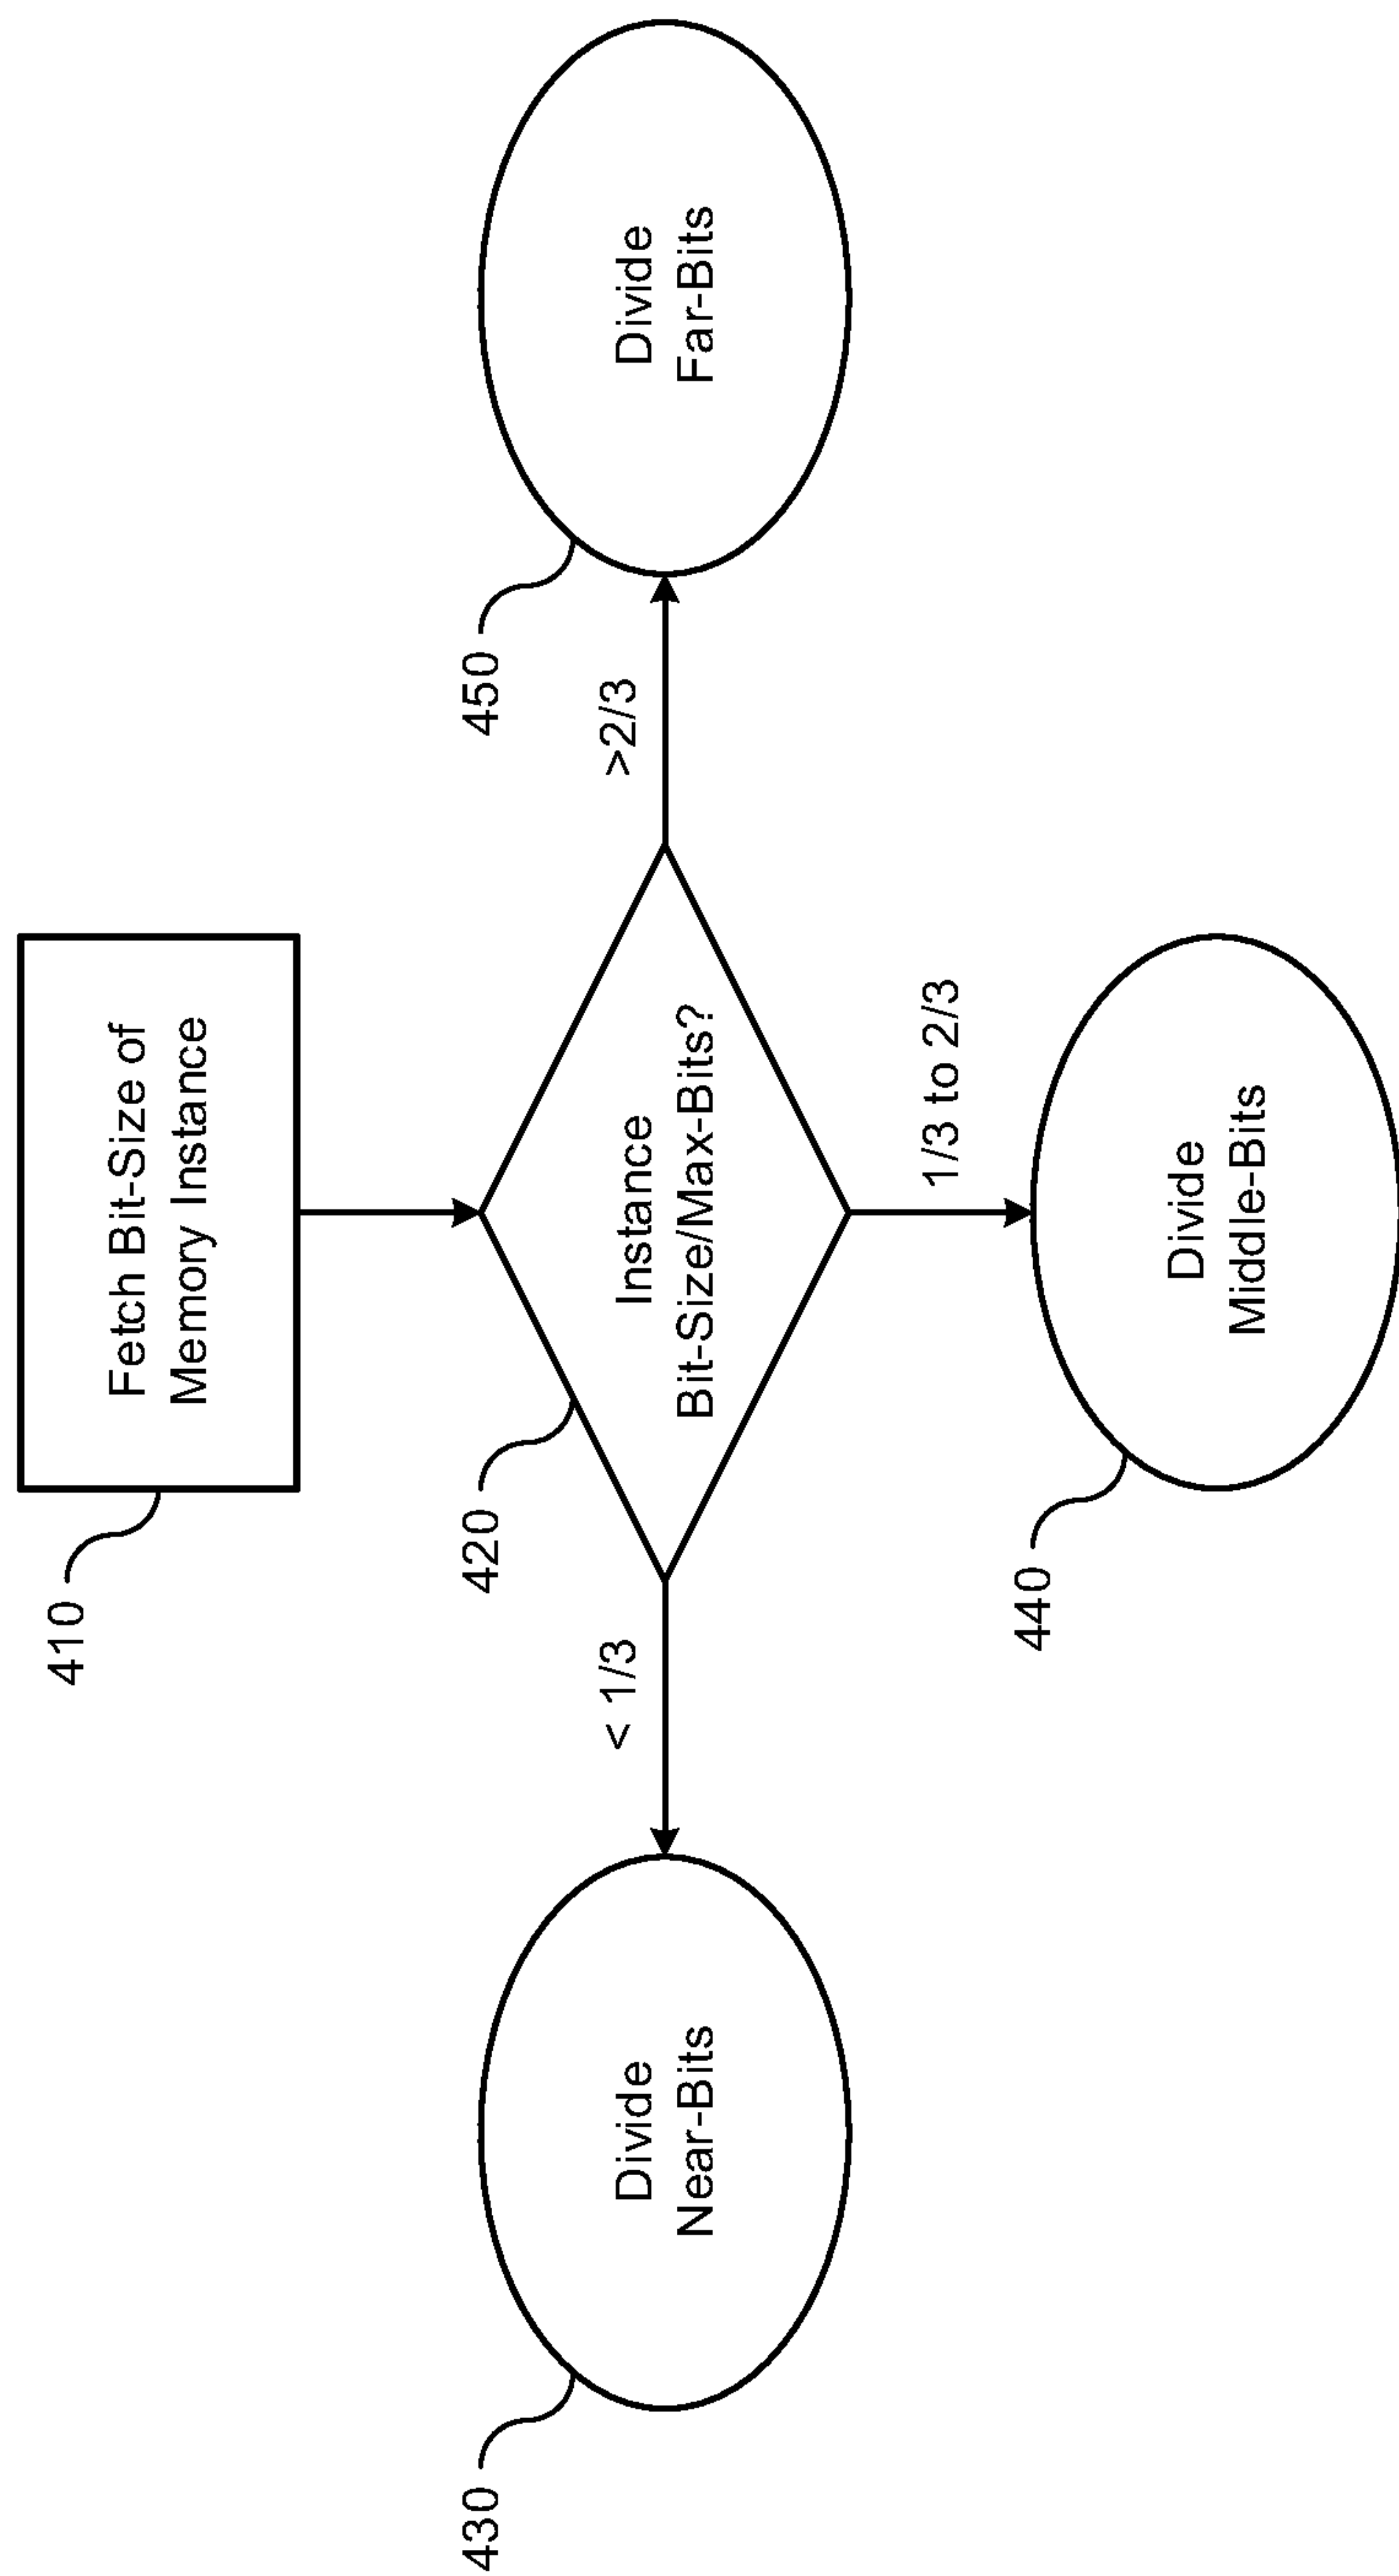 410
Fetch Bit-Size of
Memory Instance
420
Instance
Bit-Size/Max-Bits?
< 1/3
>2/3
1/3 to 2/3
430
Divide
Near-Bits
440
Divide
Middle-Bits
450
Divide
Far-Bits